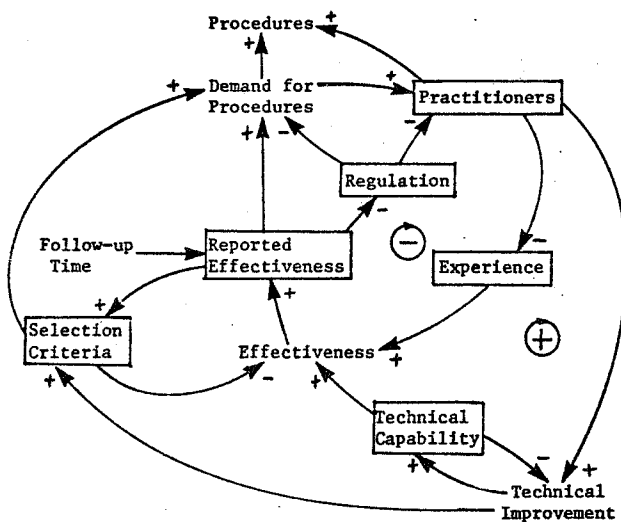 Procedures
+
+
+
Demand for
Procedures
+
Practitioners
+
-
-
Regulation
-
Follow-up
Time
Reported
Effectiveness
-
-
Experience
+
+
Selection
Criteria
+
Effectiveness
-
+
+
+
Technical
Capability
-
+
+
Technical
Improvement